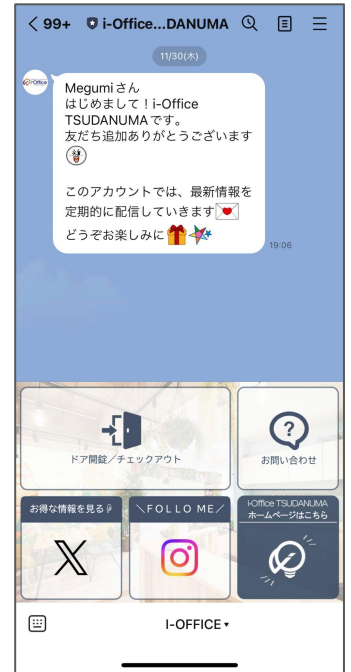 99+
i-Office...DANUMA
11/30(木)
i-Office
Megumiさん
はじめまして！i-Office
TSUDANUMAです。
友だち追加ありがとうございます
このアカウントでは、最新情報を
定期的に配信していきます
どうぞお楽しみに
19:06
ドア開錠／チェックアウト
お問い合わせ
お得な情報を見る
＼FOLLO ME／
i-Office TSUDANUMA
ホームページはこちら
I-OFFICE▾